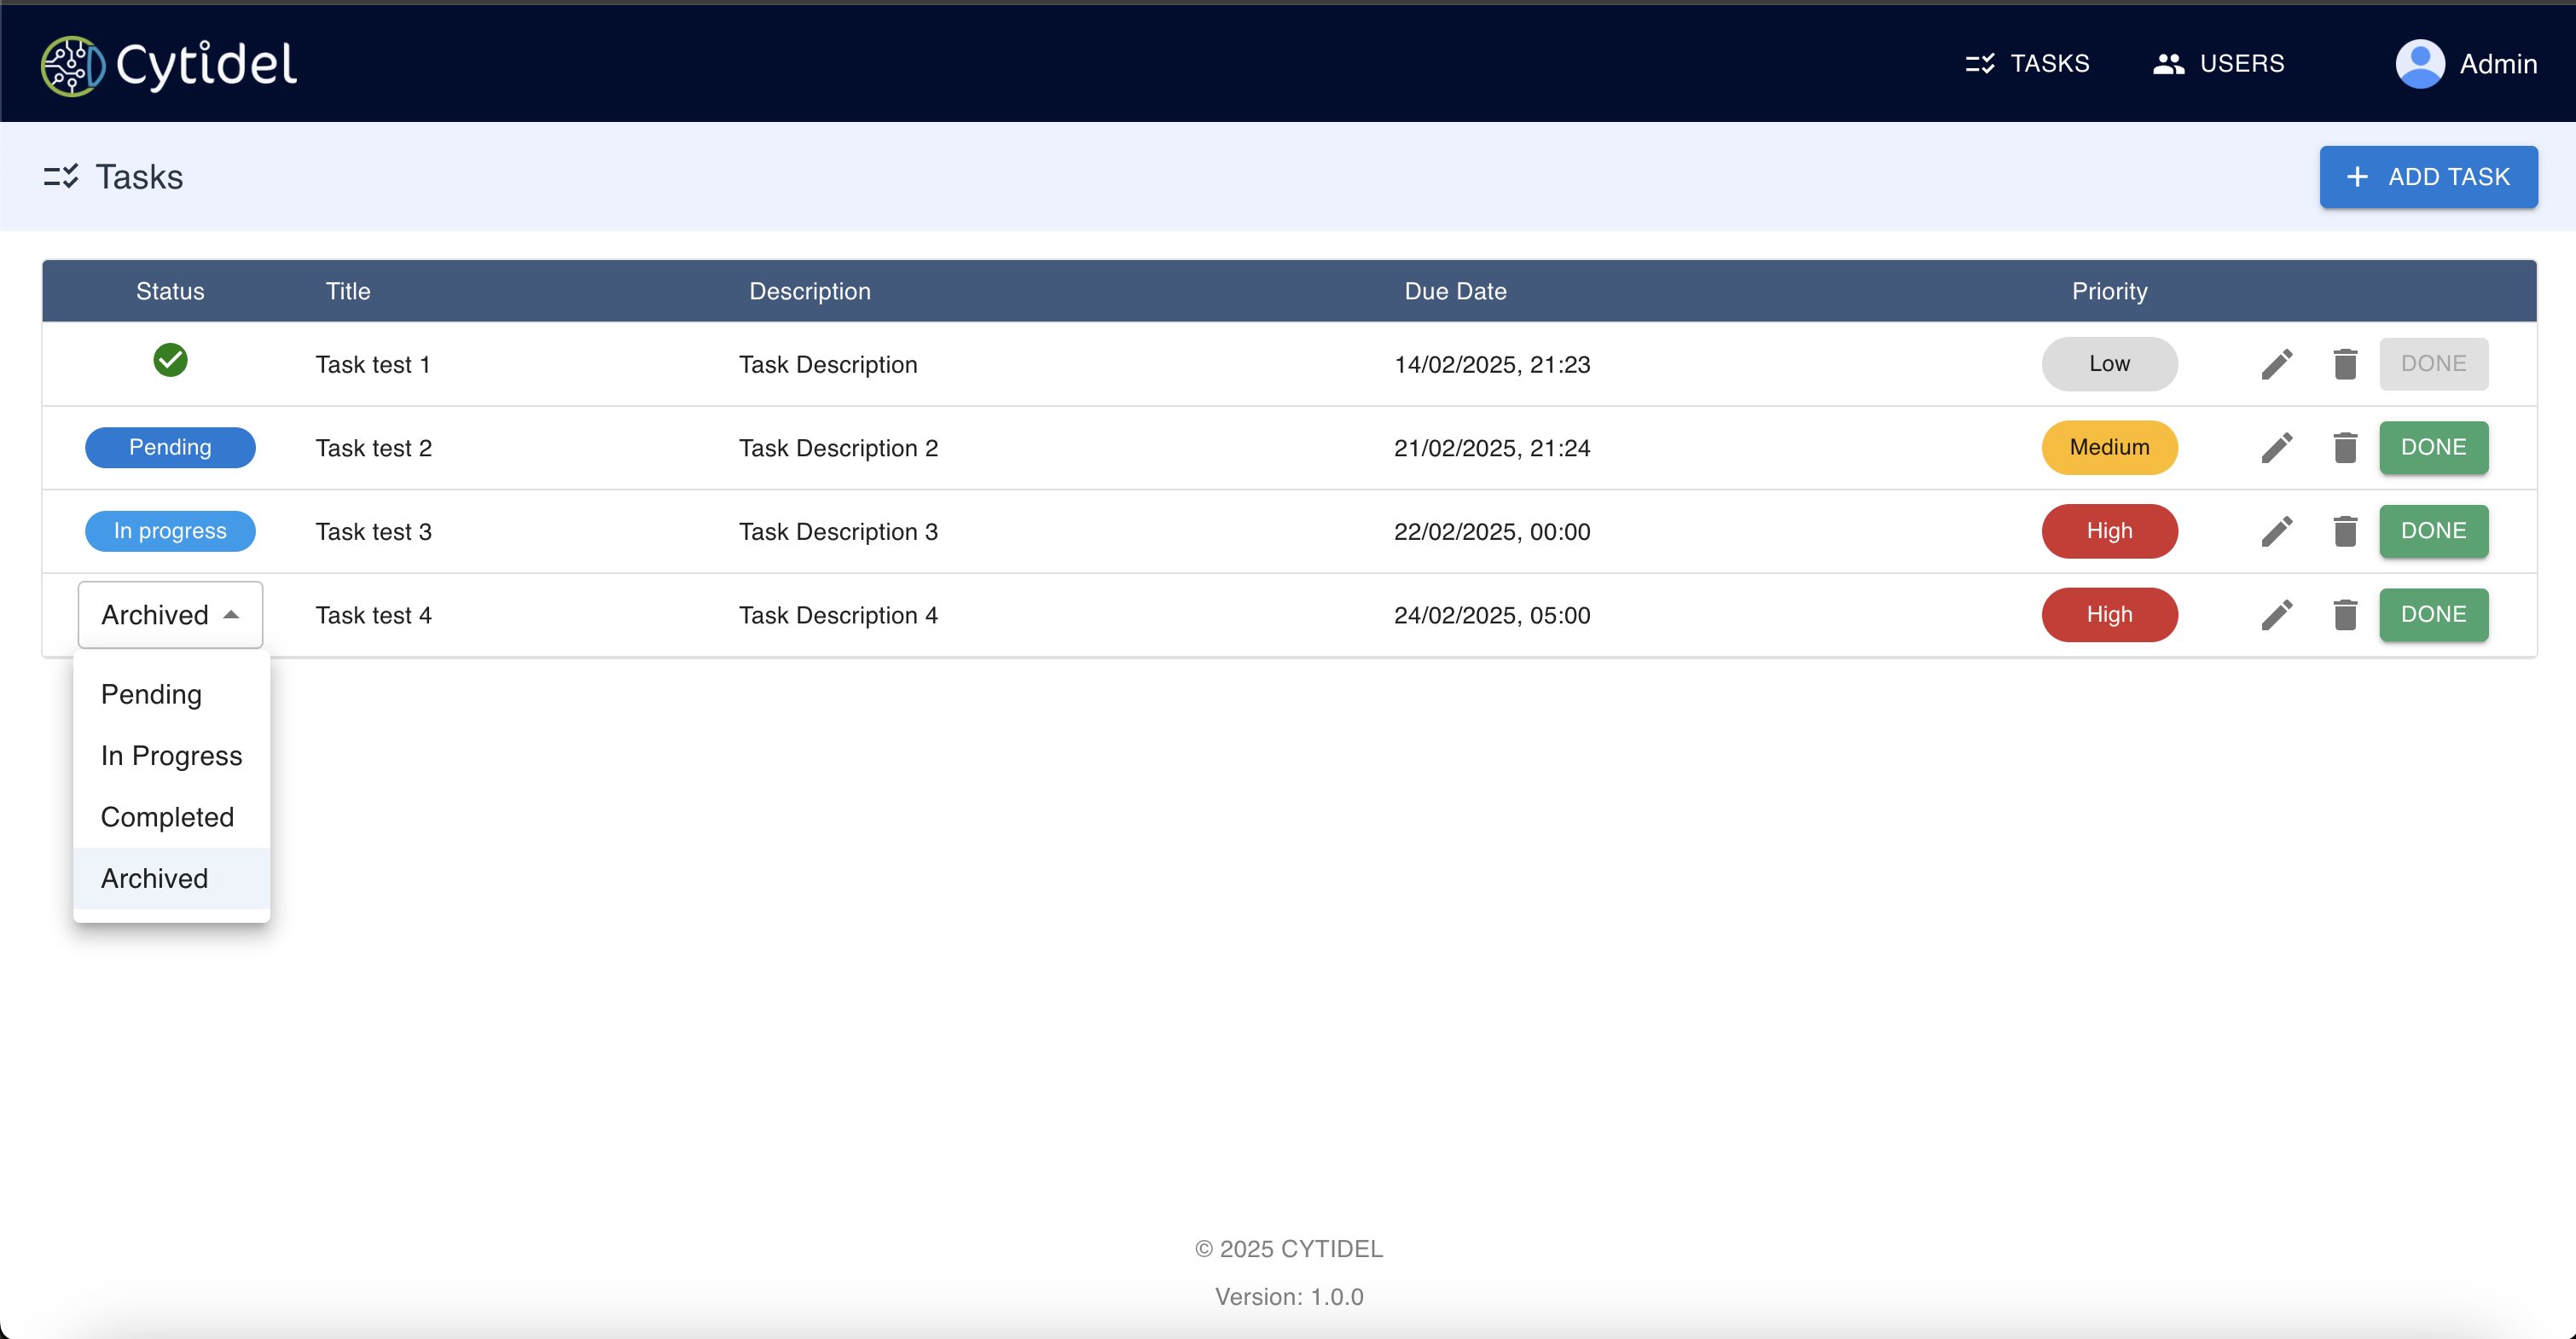 Cytidel TASKS USERS Admin
Tasks + ADD TASK
Status Title Description Due Date Priority
Task test 1 Task Description 14/02/2025, 21:23 Low DONE
Pending Task test 2 Task Description 2 21/02/2025, 21:24 Medium DONE
In progress Task test 3 Task Description 3 22/02/2025, 00:00 High DONE
Archived Task test 4 Task Description 4 24/02/2025, 05:00 High DONE
Pending
In Progress
Completed
Archived
© 2025 CYTIDEL
Version: 1.0.0